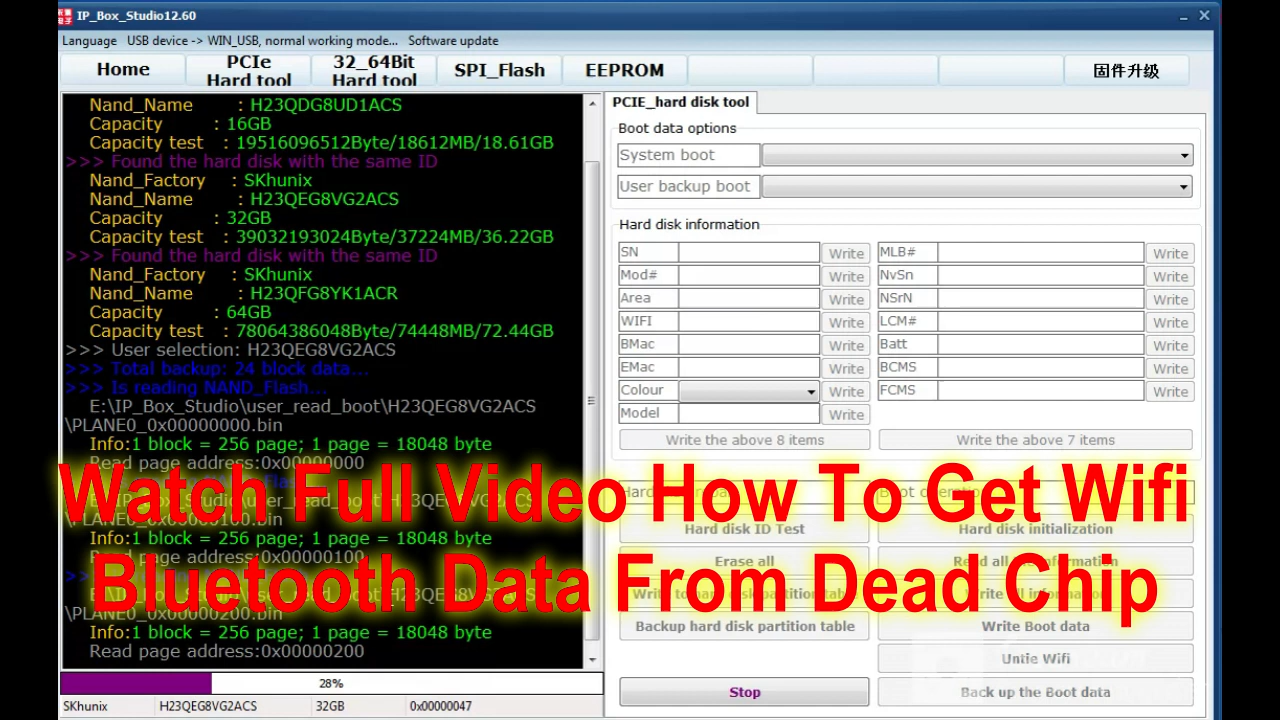 IP_Box_Studio12.60
Language USB device -> WIN_USB, normal working mode... Software update
Home
PCIe
Hard tool
32_64Bit
Hard tool
SPI_Flash
EEPROM
固件升级
Nand_Name : H23QDG8UD1ACS
Capacity : 16GB
Capacity test : 19516096512Byte/18612MB/18.61GB
>>> Found the hard disk with the same ID
Nand_Factory : SKhunix
Nand_Name : H23QEG8VG2ACS
Capacity : 32GB
Capacity test : 39032193024Byte/37224MB/36.22GB
>>> Found the hard disk with the same ID
Nand_Factory : SKhunix
Nand_Name : H23QFG8YK1ACR
Capacity : 64GB
Capacity test : 78064386048Byte/74448MB/72.44GB
>>> User selection: H23QEG8VG2ACS
>>> Total backup: 24 block data...
>>> Is reading NAND_Flash...
E:\IP_Box_Studio\user_read_boot\H23QEG8VG2ACS
\PLANE0_0x00000000.bin
Info:1 block = 256 page; 1 page = 18048 byte
Read page address:0x00000000
\PLANE0_0x00000100.bin
Info:1 block = 256 page; 1 page = 18048 byte
Read page address:0x00000100
>>>
E:\IP_Box_Studio\user_read_boot\H23QEG8VG2ACS
\PLANE0_0x00000200.bin
Info:1 block = 256 page; 1 page = 18048 byte
Read page address:0x00000200
28%
SKhunix H23QEG8VG2ACS 32GB 0x00000047
PCIE_hard disk tool
Boot data options
System boot
User backup boot
Hard disk information
SN Write MLB# Write
Mod# Write NvSn Write
Area Write NSrN Write
WIFI Write LCM# Write
BMac Write Batt Write
EMac Write BCMS Write
Colour Write FCMS Write
Model Write
Write the above 8 items Write the above 7 items
Hard disk ID Test Hard disk initialization
Erase all
Backup hard disk partition table Write Boot data
Untie Wifi
Stop Back up the Boot data
Watch Full Video How To Get Wifi
Bluetooth Data From Dead Chip